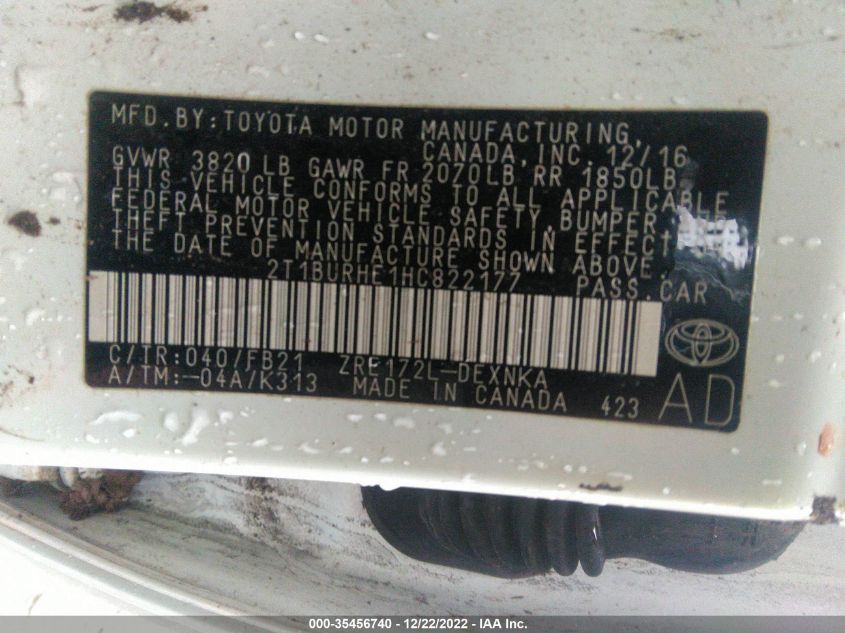 MFD. BY: TOYOTA MOTOR MANUFACTURING,
CANADA, INC. 12/16
GVWR 3820 LB GAWR FR 2070LB RR 1850LB
THIS VEHICLE CONFORMS TO ALL APPLICABLE
FEDERAL MOTOR VEHICLE SAFETY, BUMPER,
THEFT PREVENTION STANDARDS IN EFFECT
THE DATE OF MANUFACTURE SHOWN ABOVE.
2T1BURHE1HC822177 PASS.CAR
C/TR:040/FB21 ZRE172L-DEXNKA
A/TM:-04A/K313 MADE IN CANADA 423
AD
000-35456740 - 12/22/2022 - IAA Inc.